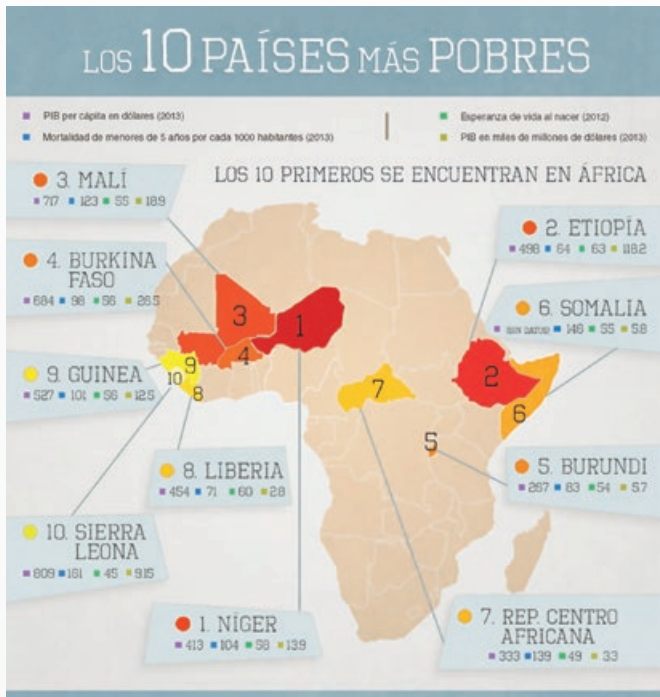 LOS 10 PAÍSES MÁS POBRES
PIB per cápita en dólares (2013)
Mortalidad de menores de 5 años por cada 1000 habitantes (2013)
Esperanza de vida al nacer (2012)
PIB en miles de millones de dólares (2013)
LOS 10 PRIMEROS SE ENCUENTRAN EN ÁFRICA
3. MALÍ
717 123 55 18.9
4. BURKINA
FASO
684 98 56 26.5
9. GUINEA
527 101 56 12.5
8. LIBERIA
454 71 60 2.8
10. SIERRA
LEONA
809 161 45 9.15
1. NÍGER
413 104 58 13.9
2. ETIOPÍA
498 64 63 118.2
6. SOMALIA
(SIN DATOS) 146 55 5.8
5. BURUNDI
267 83 54 5.7
7. REP. CENTRO
AFRICANA
333 139 49 3.3
3
1
4
9
10
8
7
2
6
5